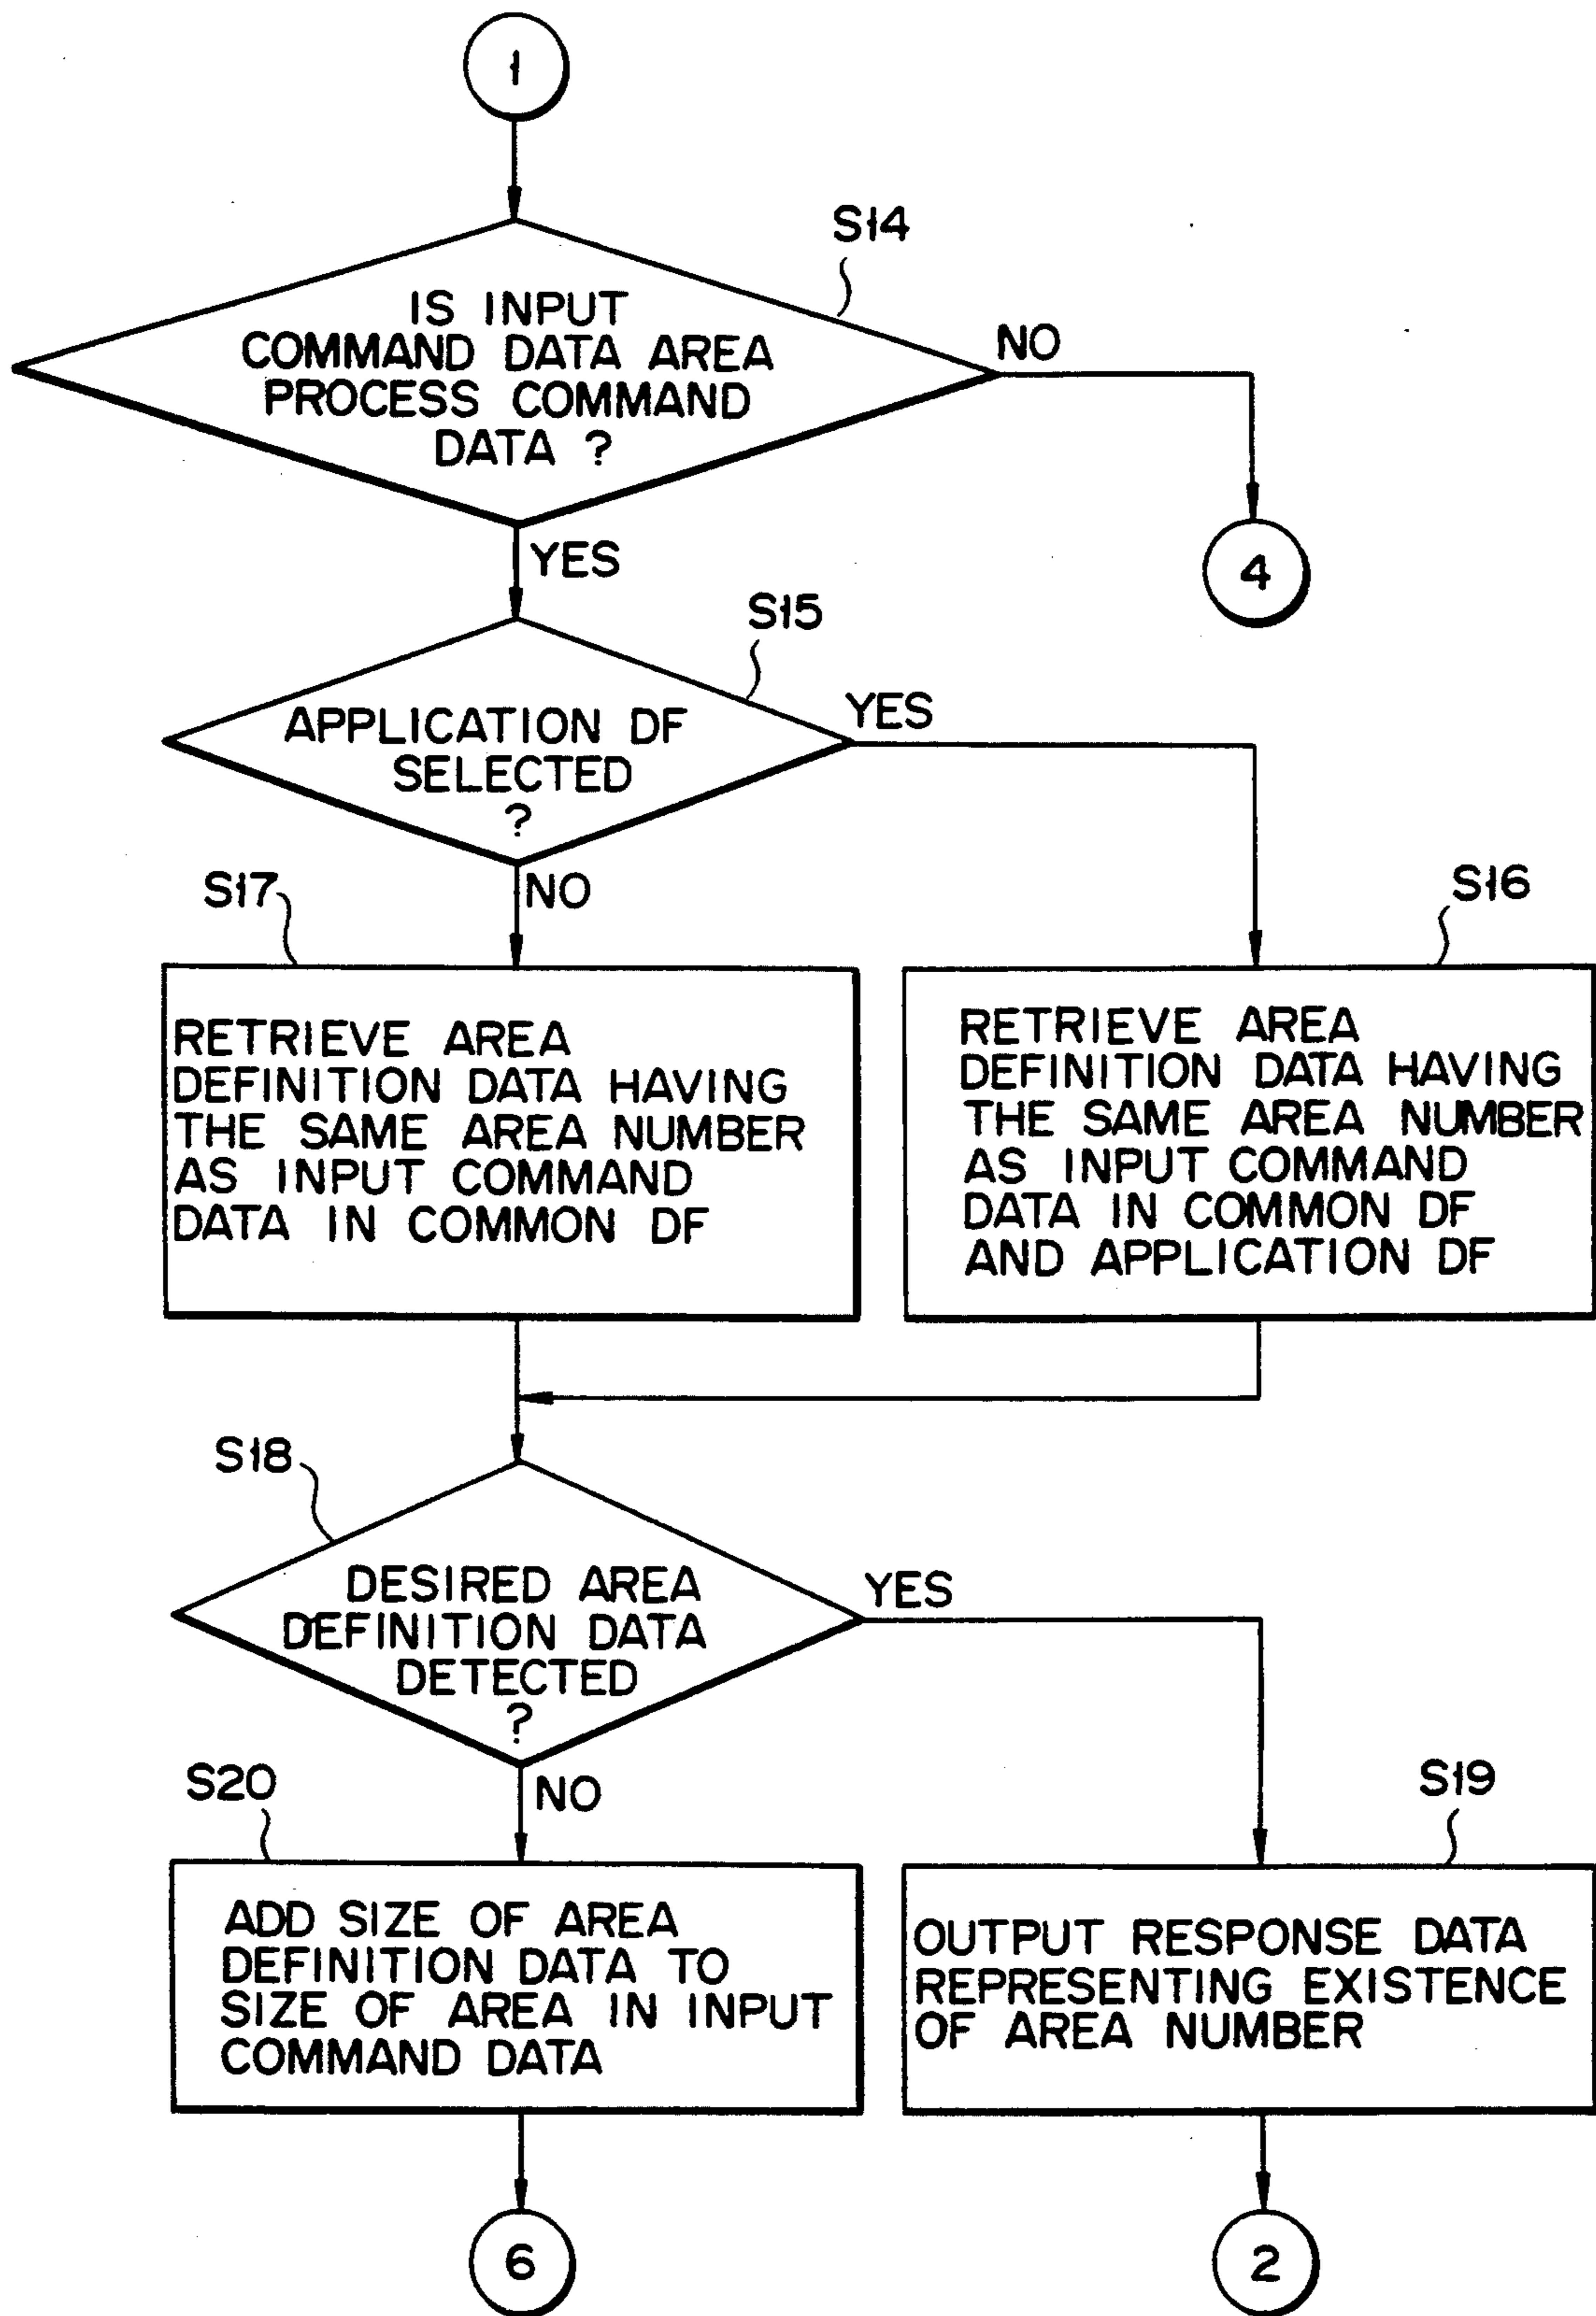 1
S14
IS INPUT
COMMAND DATA AREA
PROCESS COMMAND
DATA ?
NO
4
YES
S15
APPLICATION DF
SELECTED
?
YES
NO
S17
RETRIEVE AREA
DEFINITION DATA HAVING
THE SAME AREA NUMBER
AS INPUT COMMAND
DATA IN COMMON DF
S16
RETRIEVE AREA
DEFINITION DATA HAVING
THE SAME AREA NUMBER
AS INPUT COMMAND
DATA IN COMMON DF
AND APPLICATION DF
S18
DESIRED AREA
DEFINITION DATA
DETECTED
?
YES
NO
S20
ADD SIZE OF AREA
DEFINITION DATA TO
SIZE OF AREA IN INPUT
COMMAND DATA
S19
OUTPUT RESPONSE DATA
REPRESENTING EXISTENCE
OF AREA NUMBER
6
2